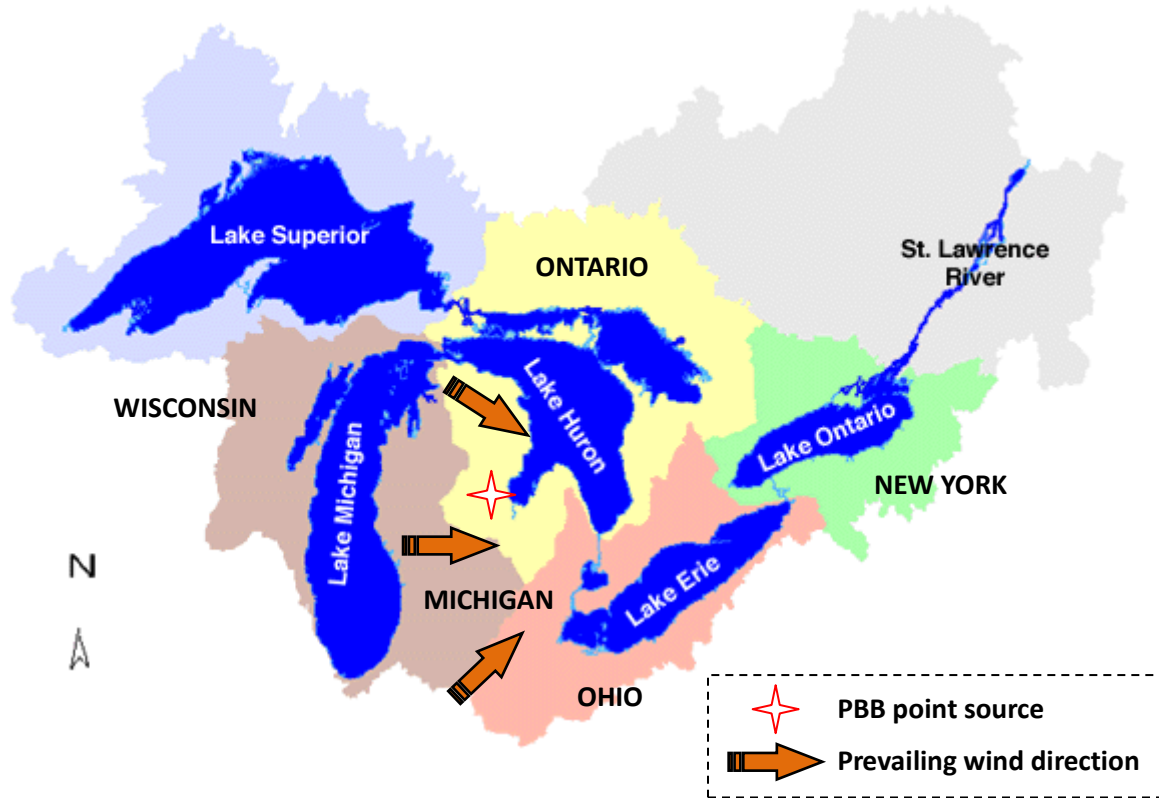 Lake Superior
ONTARIO
St. Lawrence
River
WISCONSIN
Lake Huron
Lake Michigan
Lake Ontario
NEW YORK
N
Lake Erie
MICHIGAN
OHIO
PBB point source
Prevailing wind direction